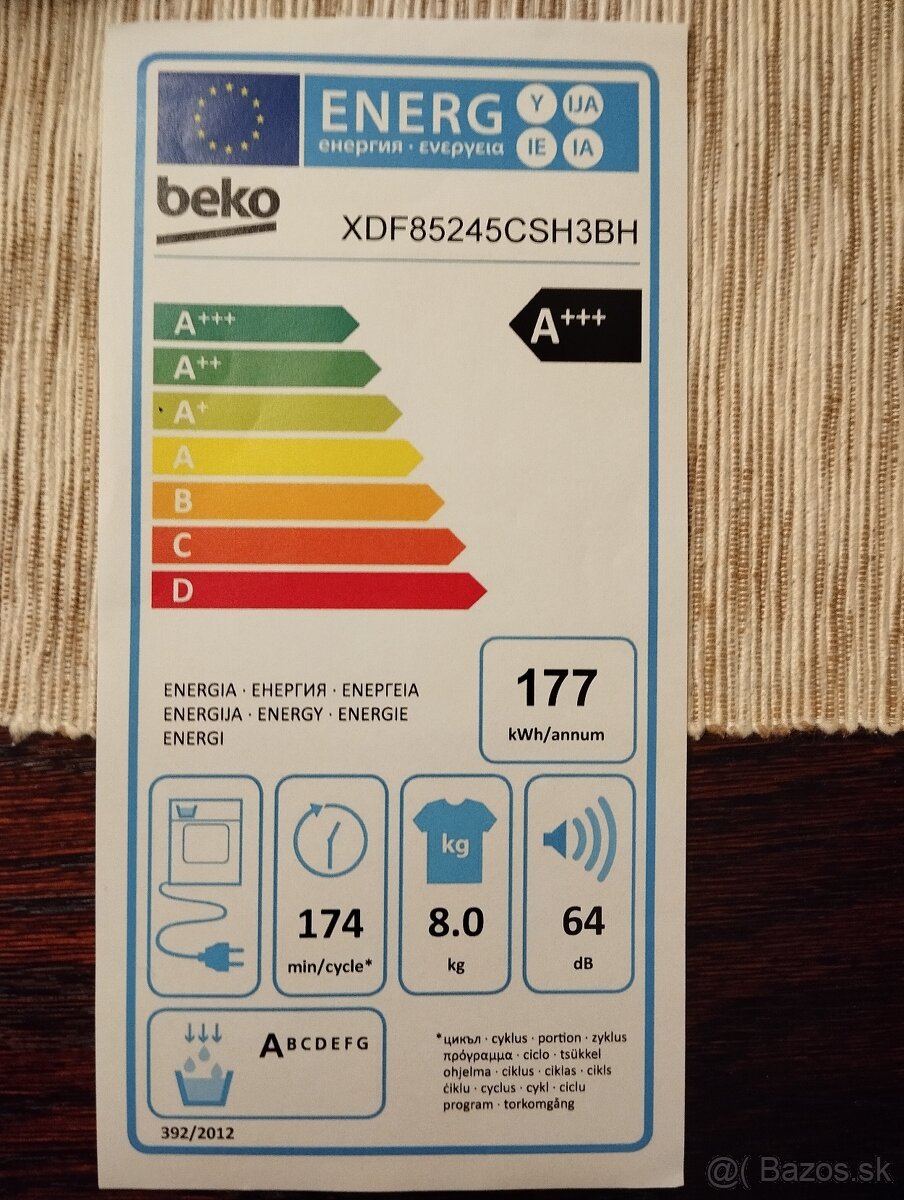 ENERG Y IJA
енергия · ενεργεια IE IA
beko
XDF85245CSH3BH
A+++ A+++
A++
A+
A
B
C
D
177
kWh/annum
ENERGIA · ЕНЕРГИЯ · ΕΝΕΡΓΕΙΑ
ENERGIJA · ENERGY · ENERGIE
ENERGI
kg
174 8.0 64
min/cycle* kg dB
ABCDEFG
*цикъл · cyklus · portion · zyklus
πρόγραμμα · ciclo · tsükkel
ohjelma · ciklus · ciklas · cikls
ċiklu · cyclus · cykl · ciclu
program · torkomgång
392/2012
@( Bazos.sk